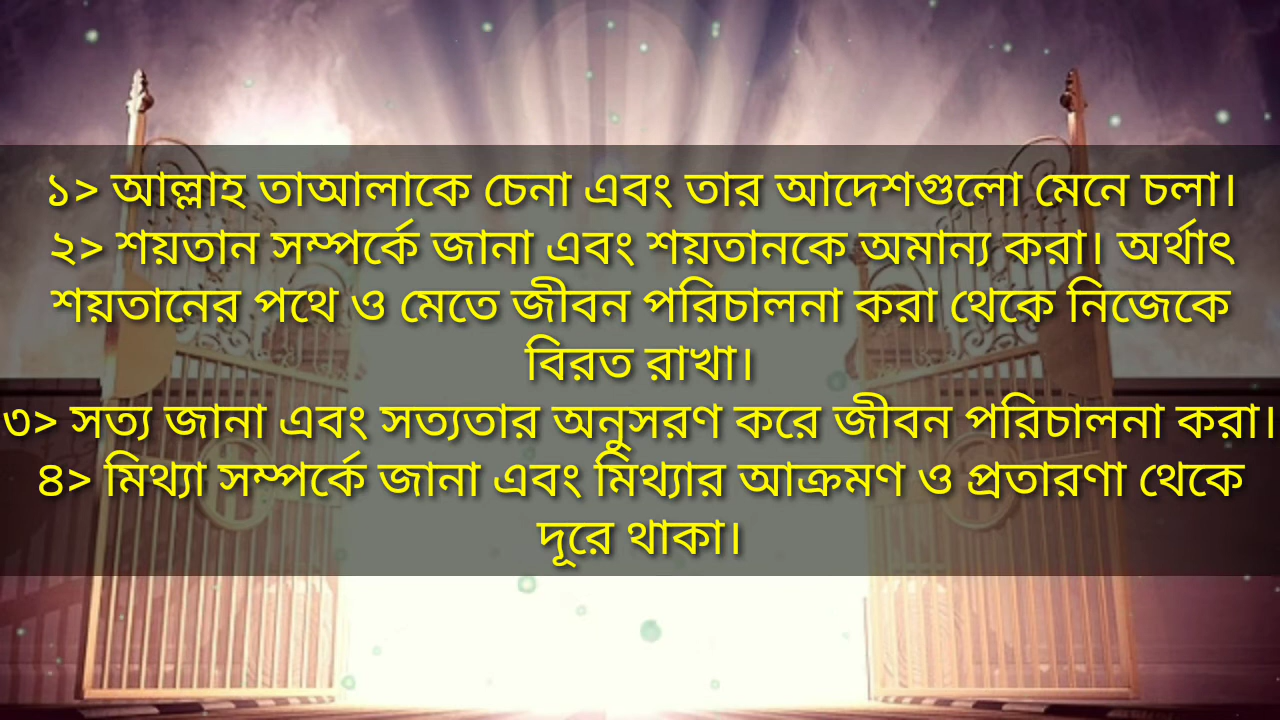 ১> আল্লাহ তাআলাকে চেনা এবং তার আদেশগুলো মেনে চলা।
২> শয়তান সম্পর্কে জানা এবং শয়তানকে অমান্য করা। অর্থাৎ
শয়তানের পথে ও মেতে জীবন পরিচালনা করা থেকে নিজেকে
বিরত রাখা।
৩> সত্য জানা এবং সত্যতার অনুসরণ করে জীবন পরিচালনা করা।
৪> মিথ্যা সম্পর্কে জানা এবং মিথ্যার আক্রমণ ও প্রতারণা থেকে
দূরে থাকা।